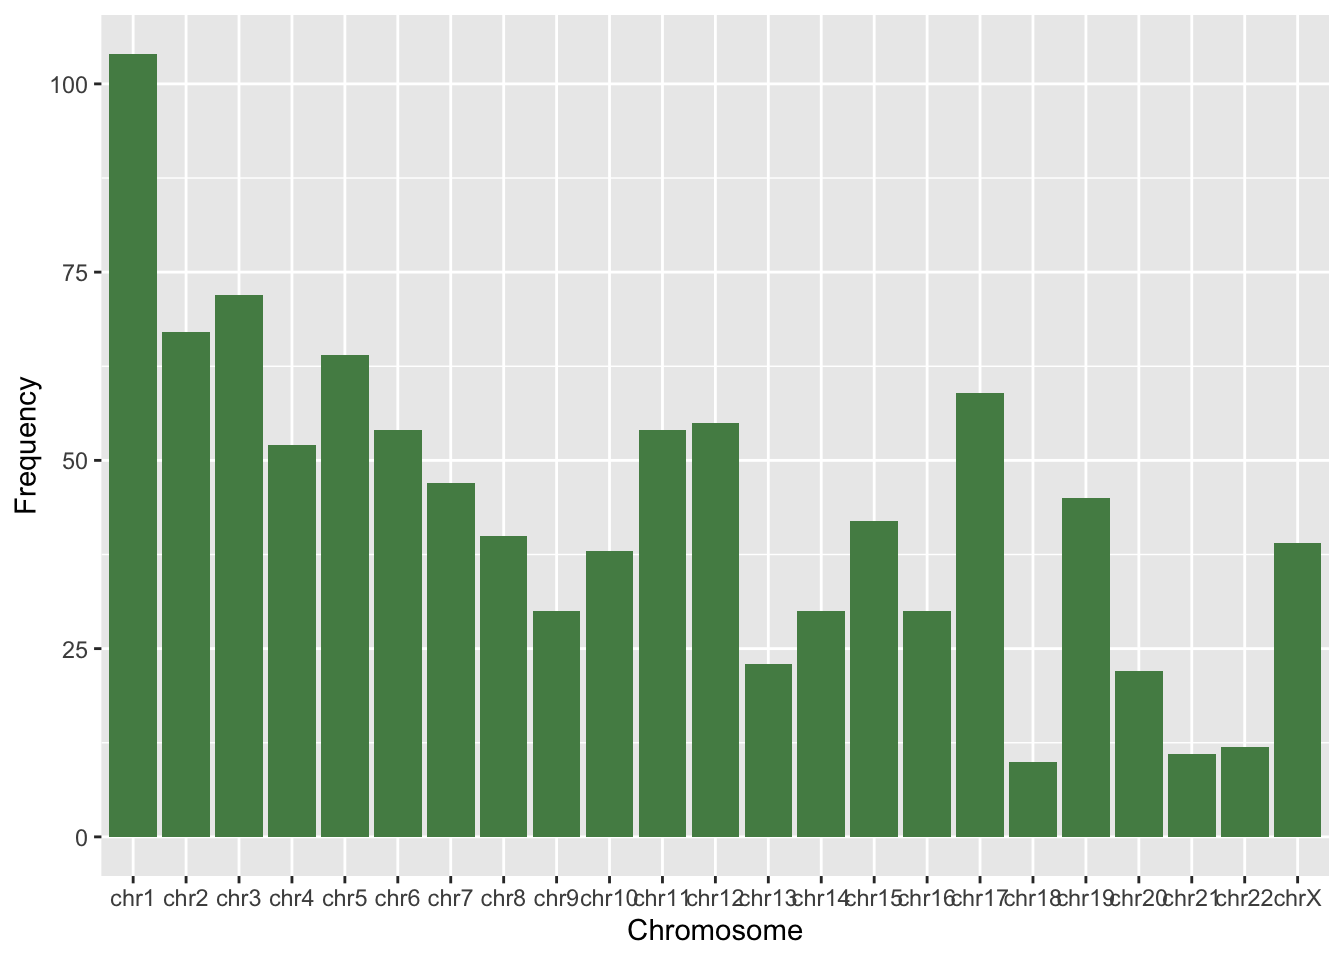 Frequency
100
75
50
25
0
chr1 chr2 chr3 chr4 chr5 chr6 chr7 chr8 chr9 chr10 chr11 chr12 chr13 chr14 chr15 chr16 chr17 chr18 chr19 chr20 chr21 chr22 chrX
Chromosome